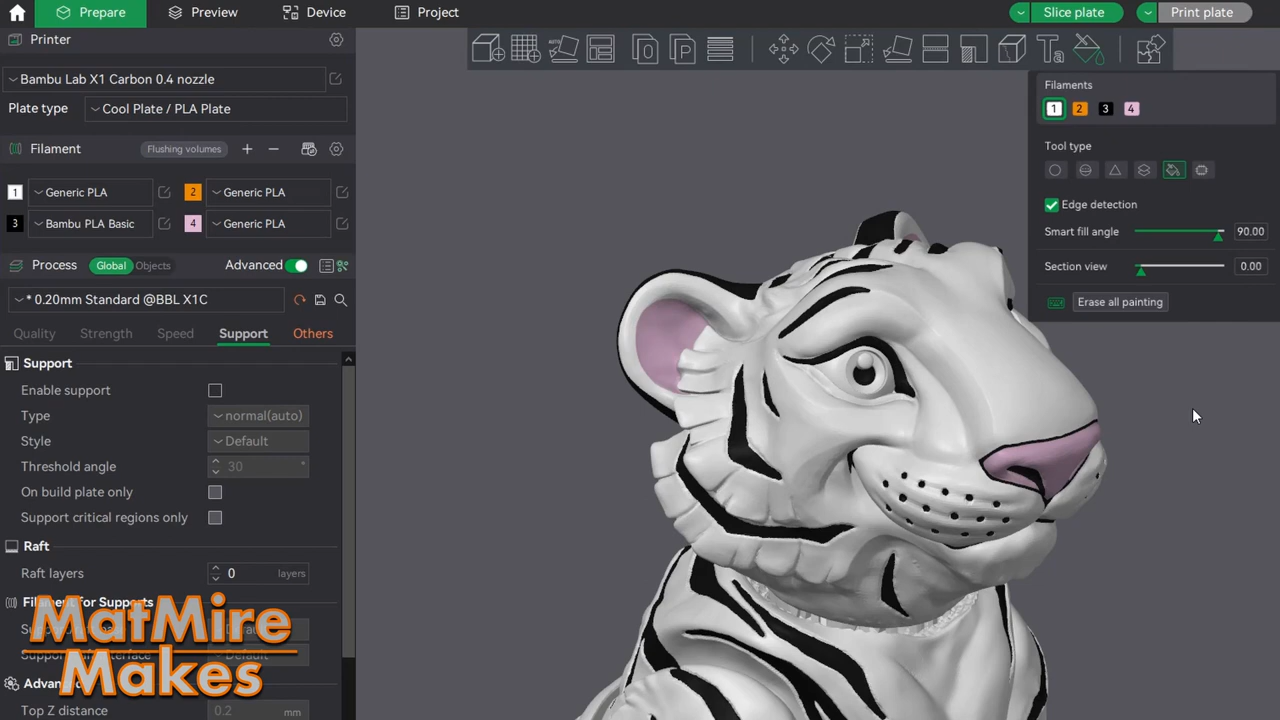 Prepare Preview Device Project Slice plate Print plate
Printer
Bambu Lab X1 Carbon 0.4 nozzle
Plate type Cool Plate / PLA Plate
Filament Flushing volumes
1 Generic PLA 2 Generic PLA
3 Bambu PLA Basic 4 Generic PLA
Process Global Objects Advanced
* 0.20mm Standard @BBL X1C
Quality Strength Speed Support Others
Support
Enable support
Type normal(auto)
Style Default
Threshold angle 30 °
On build plate only
Support critical regions only
Raft
Raft layers 0 layers
Filament for Supports
Default
Default
Top Z distance 0.2 mm
MatMire
Makes
Filaments
1 2 3 4
Tool type
Edge detection
Smart fill angle 90.00
Section view 0.00
Erase all painting